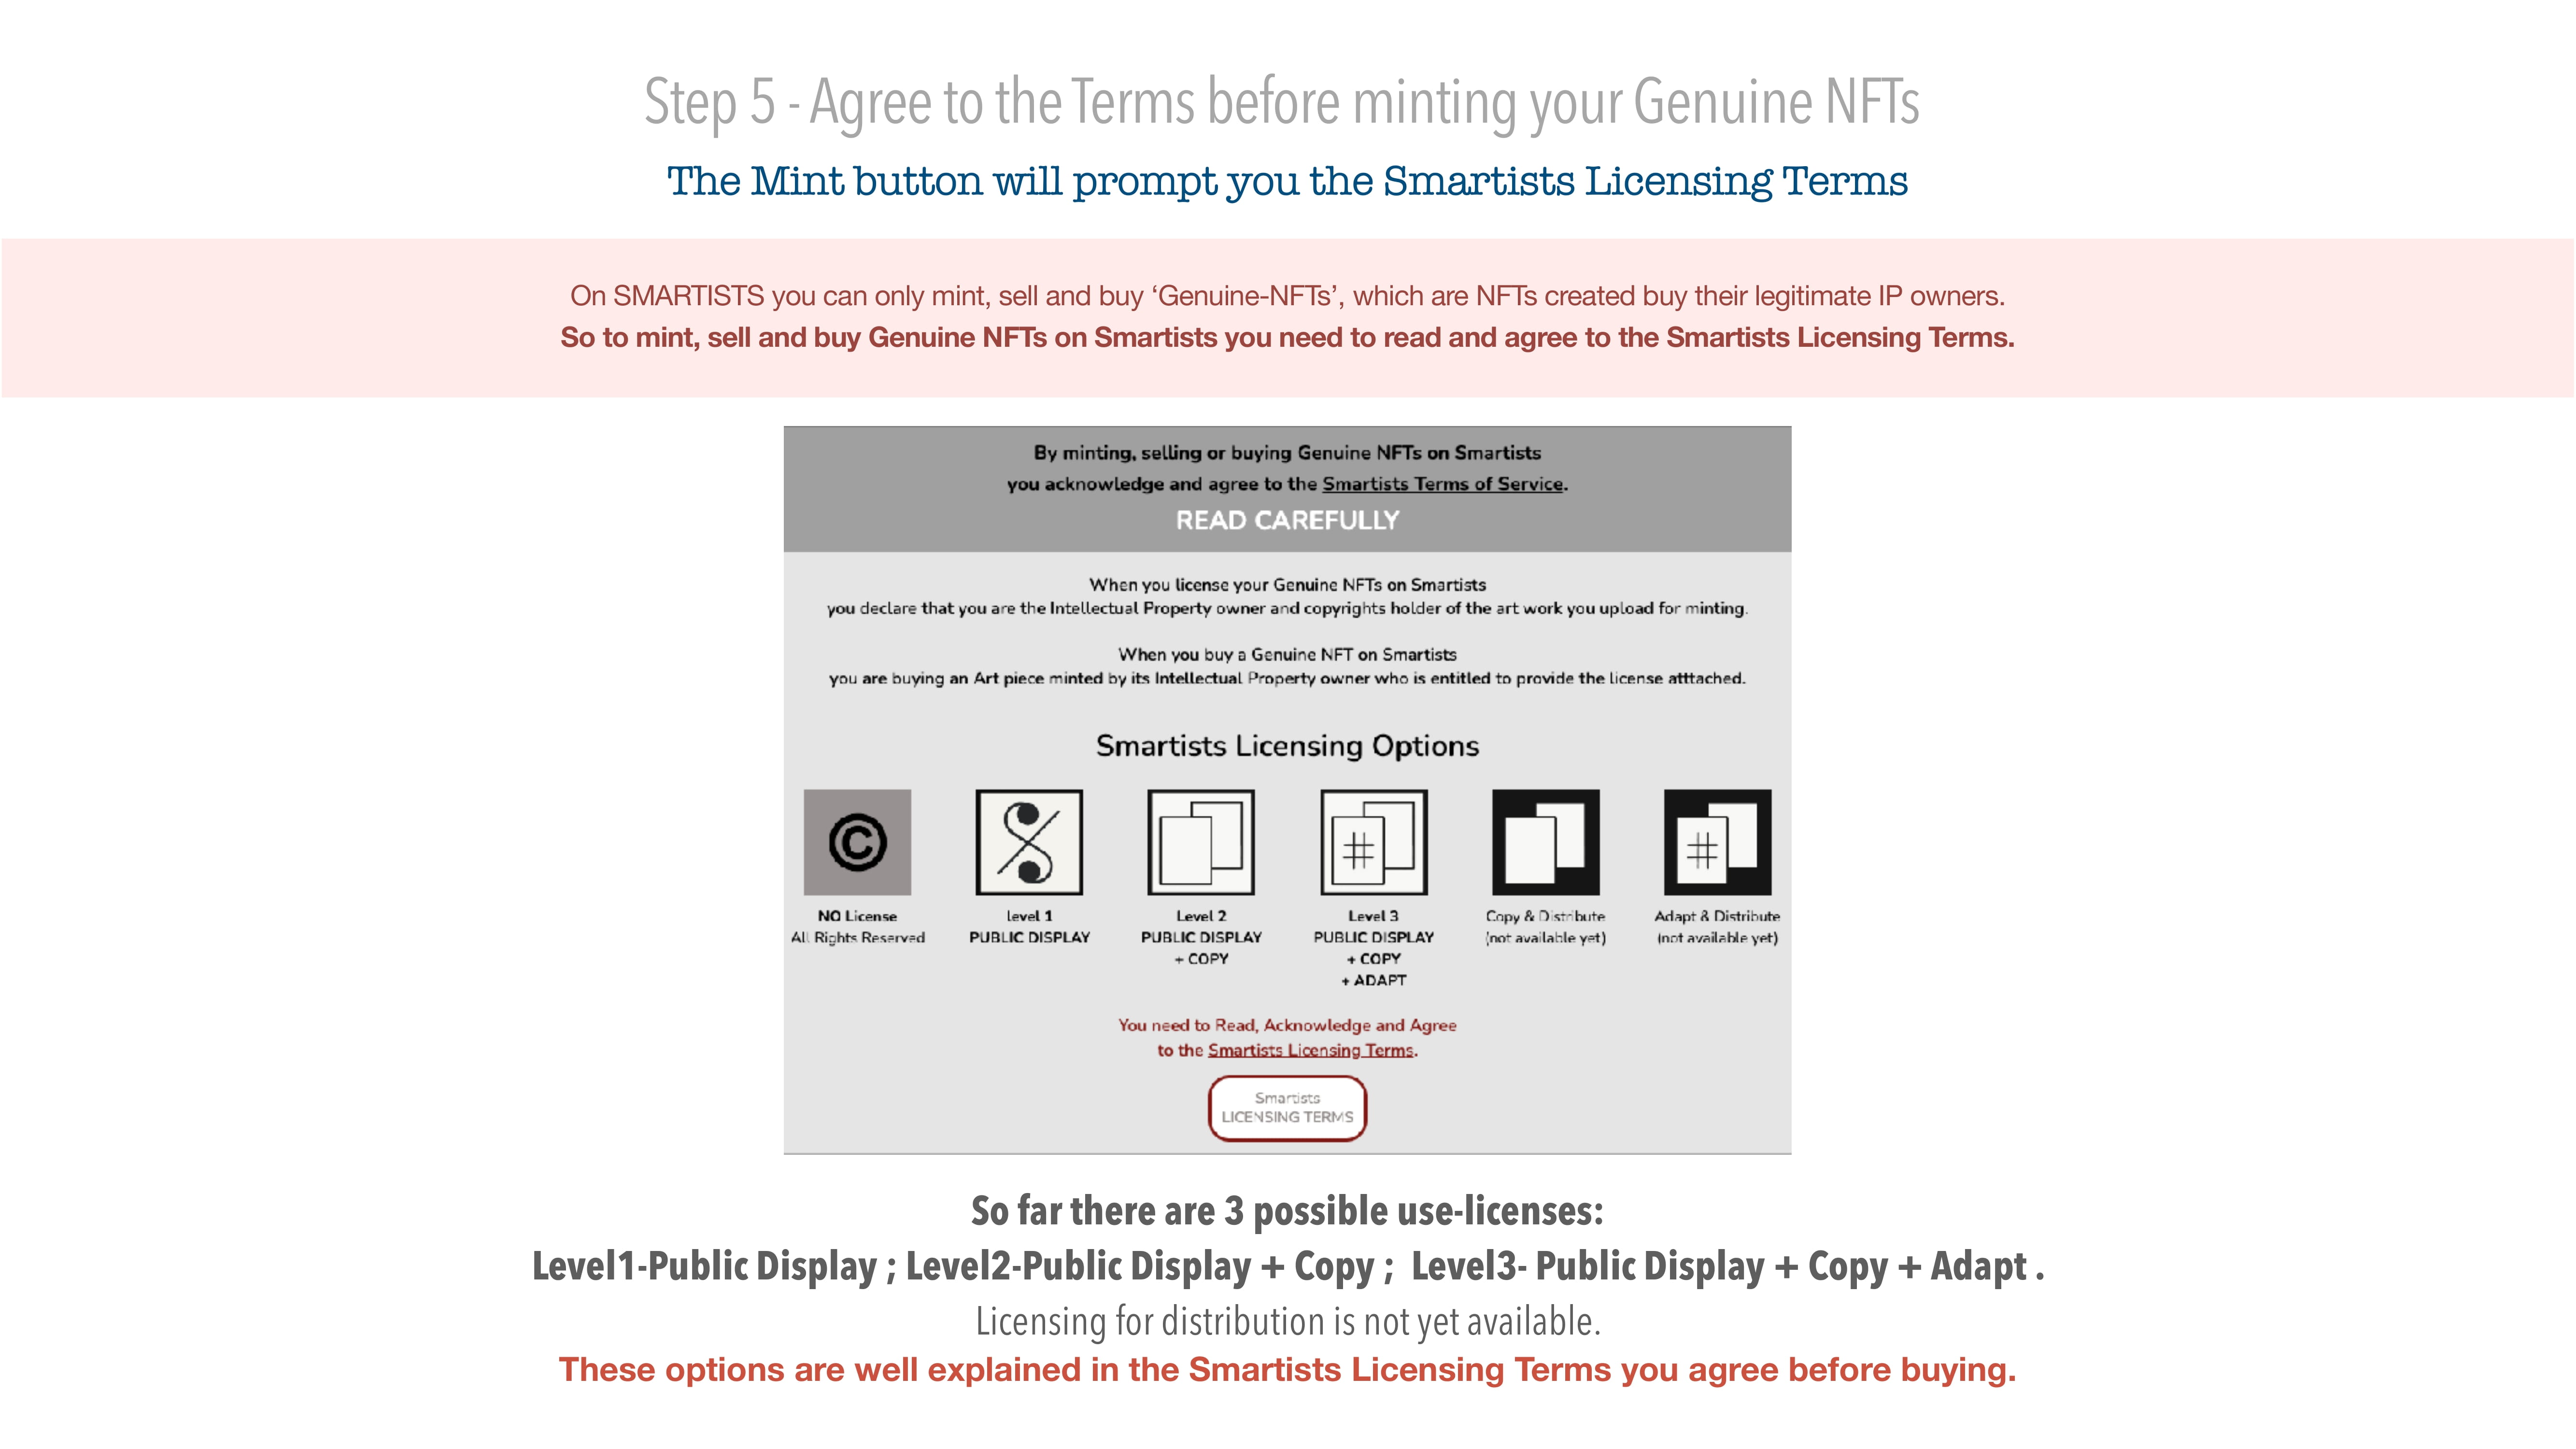 Step 5 - Agree to the Terms before minting your Genuine NFTs
The Mint button will prompt you the Smartists Licensing Terms
On SMARTISTS you can only mint, sell and buy ‘Genuine-NFTs’, which are NFTs created buy their legitimate IP owners.
So to mint, sell and buy Genuine NFTs on Smartists you need to read and agree to the Smartists Licensing Terms.
By minting, selling or buying Genuine NFTs on Smartists
you acknowledge and agree to the Smartists Terms of Service.
READ CAREFULLY
When you license your Genuine NFTs on Smartists
you declare that you are the Intellectual Property owner and copyrights holder of the art work you upload for minting.
When you buy a Genuine NFT on Smartists
you are buying an Art piece minted by its Intellectual Property owner who is entitled to provide the license atttached.
Smartists Licensing Options
©
#
#
NO License
All Rights Reserved
level 1
PUBLIC DISPLAY
Level 2
PUBLIC DISPLAY
+ COPY
Level 3
PUBLIC DISPLAY
+ COPY
+ ADAPT
Copy & Distribute
(not available yet)
Adapt & Distribute
(not available yet)
You need to Read, Acknowledge and Agree
to the Smartists Licensing Terms.
Smartists
LICENSING TERMS
So far there are 3 possible use-licenses:
Level1-Public Display ; Level2-Public Display + Copy ; Level3- Public Display + Copy + Adapt .
Licensing for distribution is not yet available.
These options are well explained in the Smartists Licensing Terms you agree before buying.